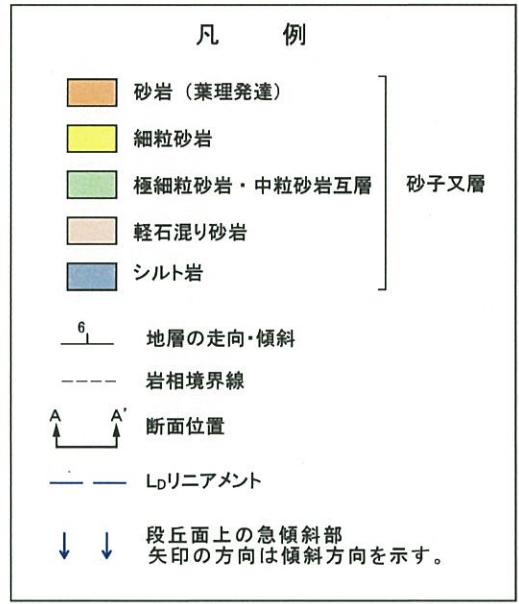 凡 例
砂岩（葉理発達）
細粒砂岩
極細粒砂岩・中粒砂岩互層
軽石混り砂岩
シルト岩
砂子又層
6
地層の走向･傾斜
岩相境界線
A A'
断面位置
LDリニアメント
段丘面上の急傾斜部
矢印の方向は傾斜方向を示す。